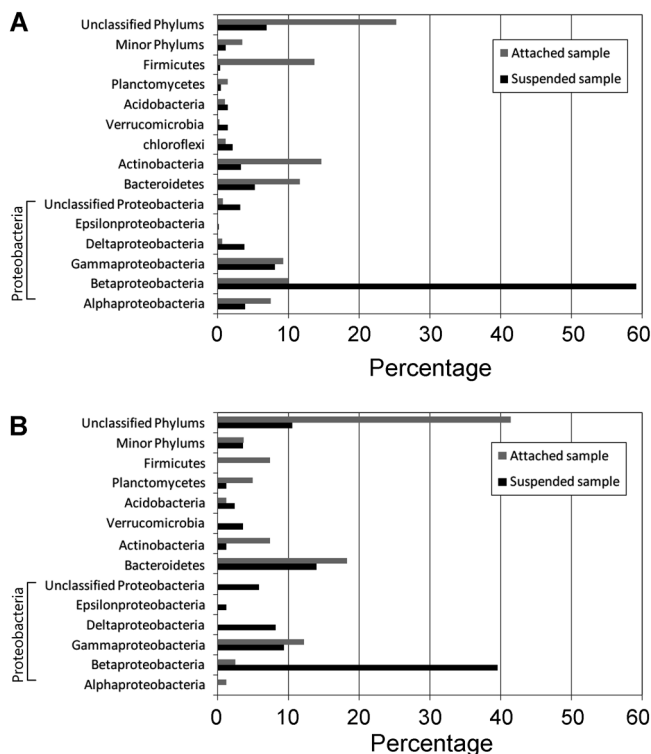 A
Unclassified Phylums
Minor Phylums
Firmicutes
Planctomycetes
Acidobacteria
Verrucomicrobia
chloroflexi
Actinobacteria
Bacteroidetes
Unclassified Proteobacteria
Epsilonproteobacteria
Deltaproteobacteria
Gammaproteobacteria
Betaproteobacteria
Alphaproteobacteria
Proteobacteria
Attached sample
Suspended sample
0 10 20 30 40 50 60
Percentage
B
Unclassified Phylums
Minor Phylums
Firmicutes
Planctomycetes
Acidobacteria
Verrucomicrobia
Actinobacteria
Bacteroidetes
Unclassified Proteobacteria
Epsilonproteobacteria
Deltaproteobacteria
Gammaproteobacteria
Betaproteobacteria
Alphaproteobacteria
Proteobacteria
Attached sample
Suspended sample
0 10 20 30 40 50 60
Percentage